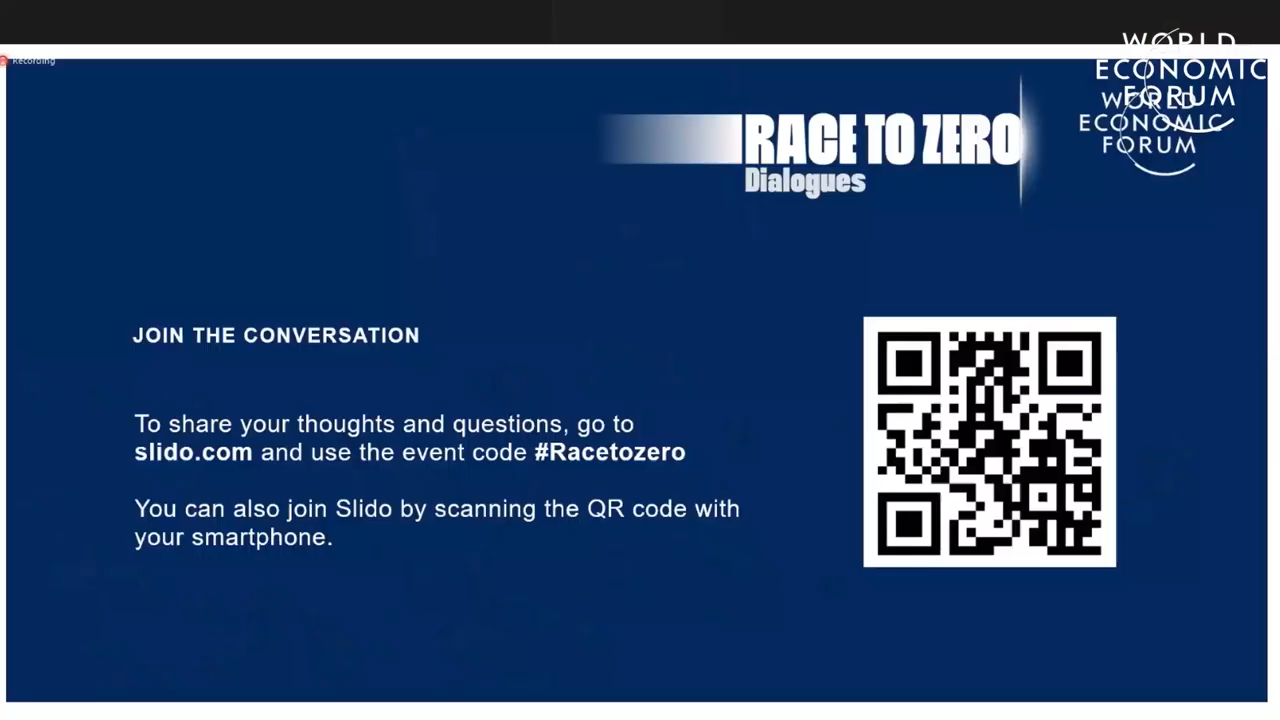 Recording
WORLD
ECONOMIC
FORUM
WORLD
ECONOMIC
FORUM
RACE TO ZERO
Dialogues
JOIN THE CONVERSATION
To share your thoughts and questions, go to
slido.com and use the event code #Racetozero
You can also join Slido by scanning the QR code with
your smartphone.